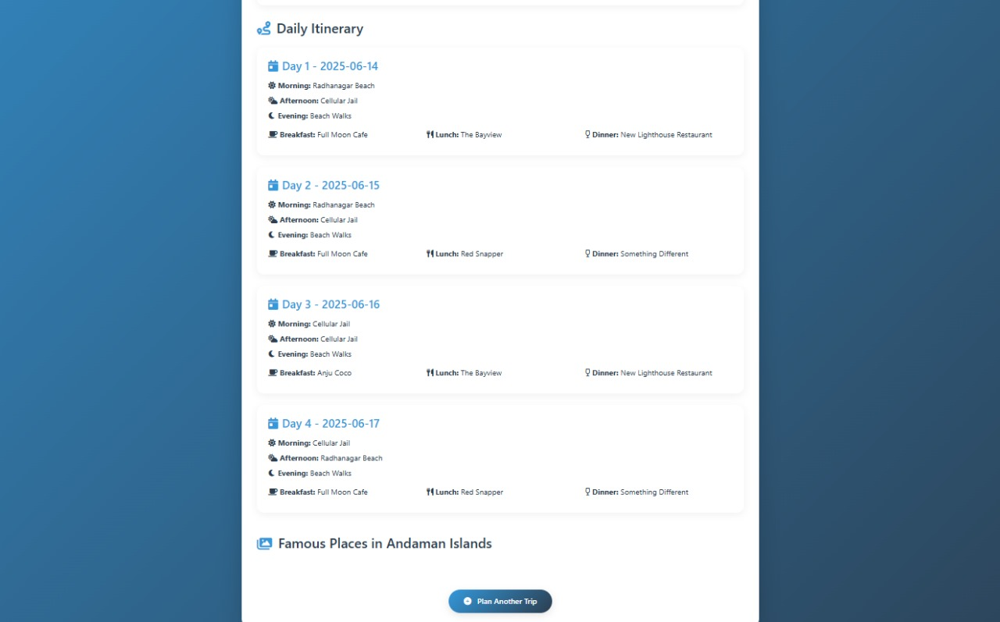 Daily Itinerary
Day 1 - 2025-06-14
Morning: Radhanagar Beach
Afternoon: Cellular Jail
Evening: Beach Walks
Breakfast: Full Moon Cafe Lunch: The Bayview Dinner: New Lighthouse Restaurant
Day 2 - 2025-06-15
Morning: Radhanagar Beach
Afternoon: Cellular Jail
Evening: Beach Walks
Breakfast: Full Moon Cafe Lunch: Red Snapper Dinner: Something Different
Day 3 - 2025-06-16
Morning: Cellular Jail
Afternoon: Cellular Jail
Evening: Beach Walks
Breakfast: Anju Coco Lunch: The Bayview Dinner: New Lighthouse Restaurant
Day 4 - 2025-06-17
Morning: Cellular Jail
Afternoon: Radhanagar Beach
Evening: Beach Walks
Breakfast: Full Moon Cafe Lunch: Red Snapper Dinner: Something Different
Famous Places in Andaman Islands
Plan Another Trip